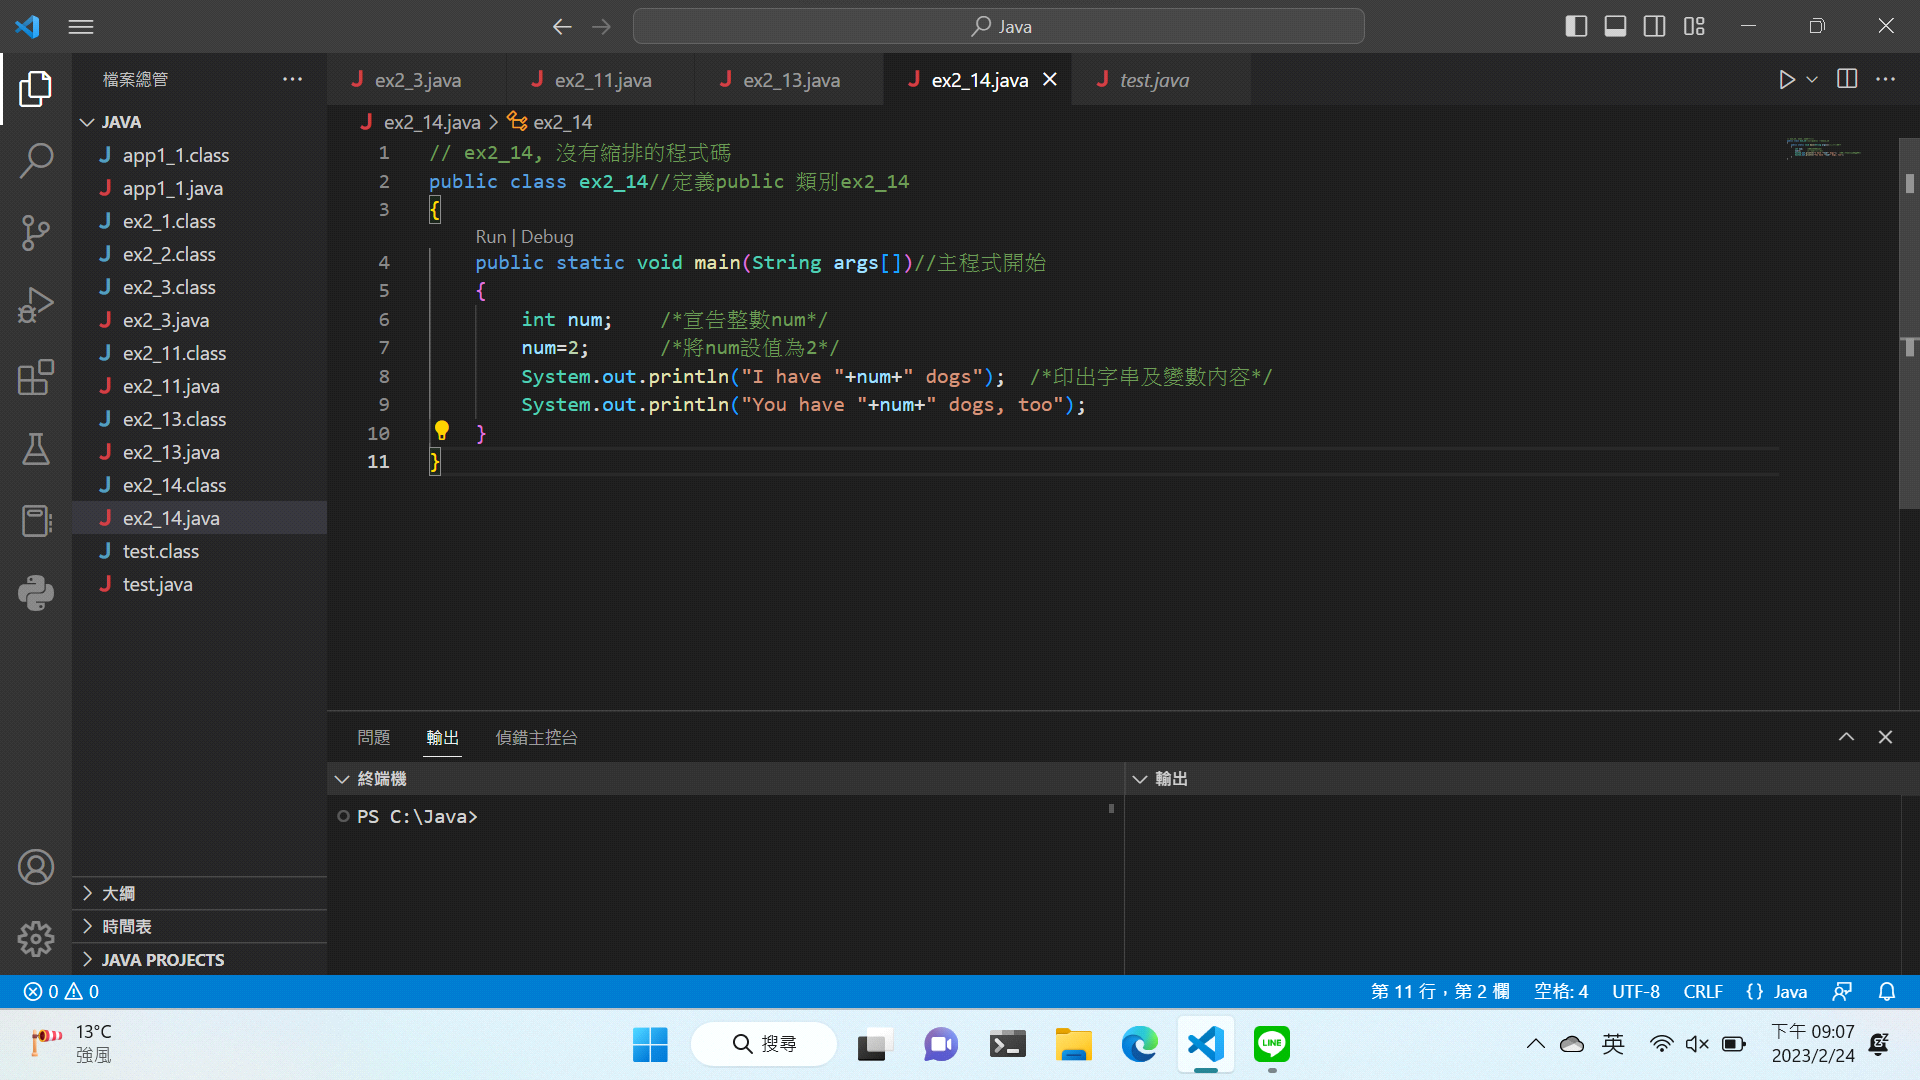 Java
檔案總管
JAVA
app1_1.class
app1_1.java
ex2_1.class
ex2_2.class
ex2_3.class
ex2_3.java
ex2_11.class
ex2_11.java
ex2_13.class
ex2_13.java
ex2_14.class
ex2_14.java
test.class
test.java
大綱
時間表
JAVA PROJECTS
ex2_3.java ex2_11.java ex2_13.java ex2_14.java test.java
ex2_14.java > ex2_14
1 // ex2_14, 沒有縮排的程式碼
2 public class ex2_14//定義public 類別ex2_14
3 {
Run | Debug
4 public static void main(String args[])//主程式開始
5 {
6 int num; /*宣告整數num*/
7 num=2; /*將num設值為2*/
8 System.out.println("I have "+num+" dogs"); /*印出字串及變數內容*/
9 System.out.println("You have "+num+" dogs, too");
10 }
11 }
問題 輸出 偵錯主控台
終端機 輸出
PS C:\Java>
0 0 第 11 行，第 2 欄 空格: 4 UTF-8 CRLF {} Java
13°C
強風
搜尋
LINE
英
下午 09:07
2023/2/24